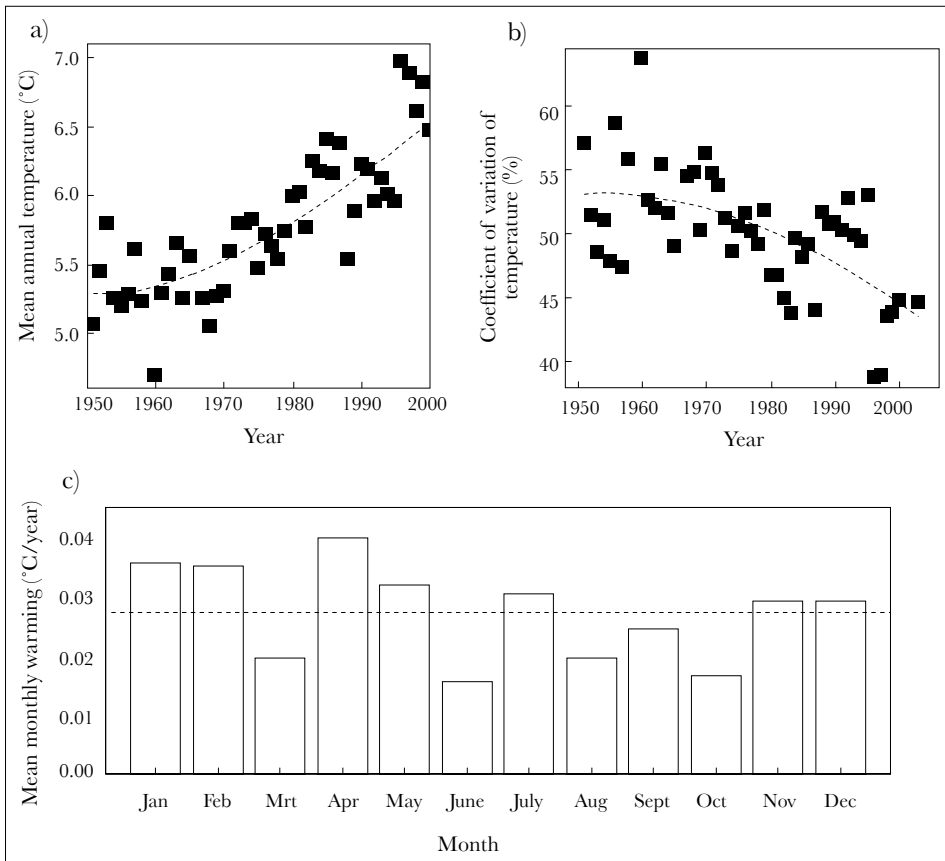 a)
Mean annual temperature (°C)
7.0
6.5
6.0
5.5
5.0
1950 1960 1970 1980 1990 2000
Year
b)
Coefficient of variation of
temperature (%)
60
55
50
45
40
1950 1960 1970 1980 1990 2000
Year
c)
Mean monthly warming (°C/year)
0.04
0.03
0.02
0.01
0.00
Jan Feb Mrt Apr May June July Aug Sept Oct Nov Dec
Month